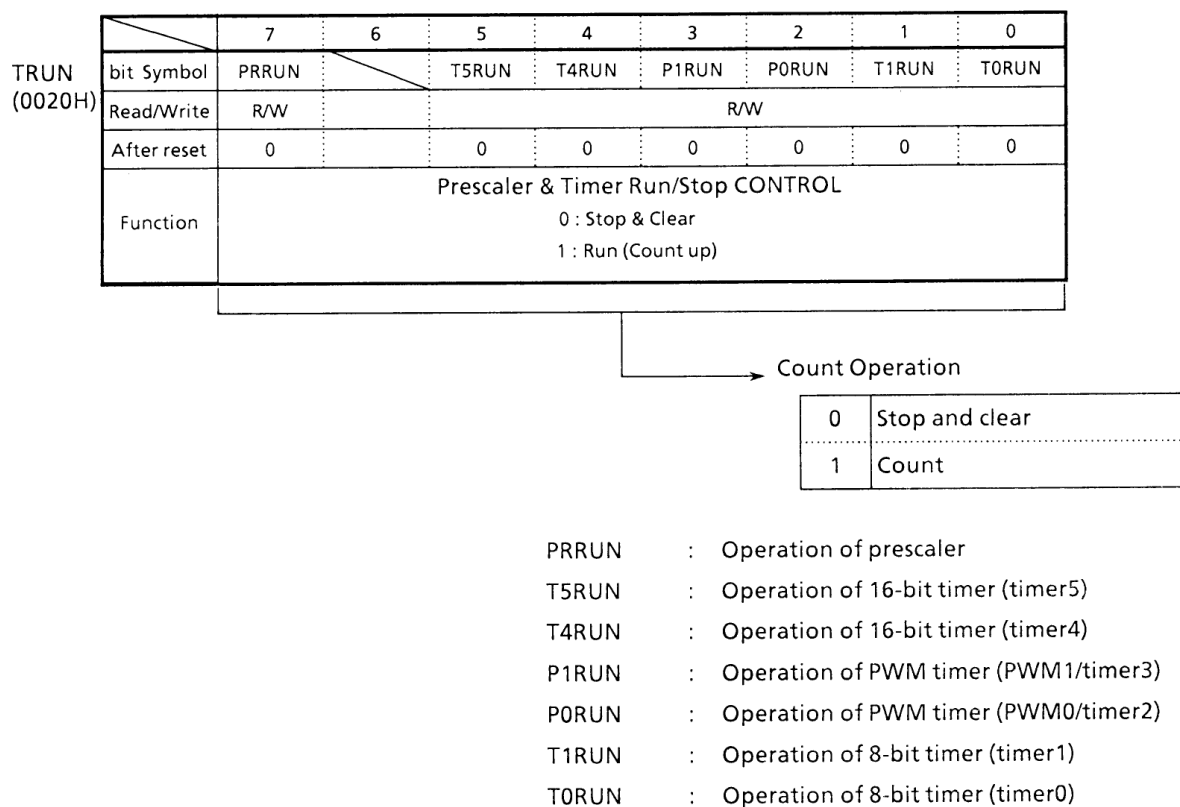 7 6 5 4 3 2 1 0
TRUN
(0020H)
bit Symbol PRRUN T5RUN T4RUN P1RUN P0RUN T1RUN T0RUN
Read/Write R/W R/W
After reset 0 0 0 0 0 0 0
Function
Prescaler & Timer Run/Stop CONTROL
0 : Stop & Clear
1 : Run (Count up)
Count Operation
0 Stop and clear
1 Count
PRRUN : Operation of prescaler
T5RUN : Operation of 16-bit timer (timer5)
T4RUN : Operation of 16-bit timer (timer4)
P1RUN : Operation of PWM timer (PWM1/timer3)
P0RUN : Operation of PWM timer (PWM0/timer2)
T1RUN : Operation of 8-bit timer (timer1)
T0RUN : Operation of 8-bit timer (timer0)